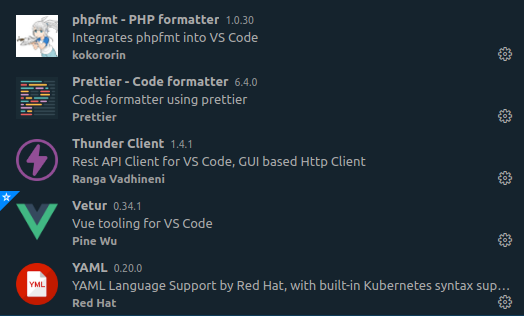 phpfmt - PHP formatter 1.0.30
Integrates phpfmt into VS Code
kokororin
Prettier - Code formatter 6.4.0
Code formatter using prettier
Prettier
Thunder Client 1.4.1
Rest API Client for VS Code, GUI based Http Client
Ranga Vadhineni
Vetur 0.34.1
Vue tooling for VS Code
Pine Wu
YML
YAML 0.20.0
YAML Language Support by Red Hat, with built-in Kubernetes syntax sup...
Red Hat